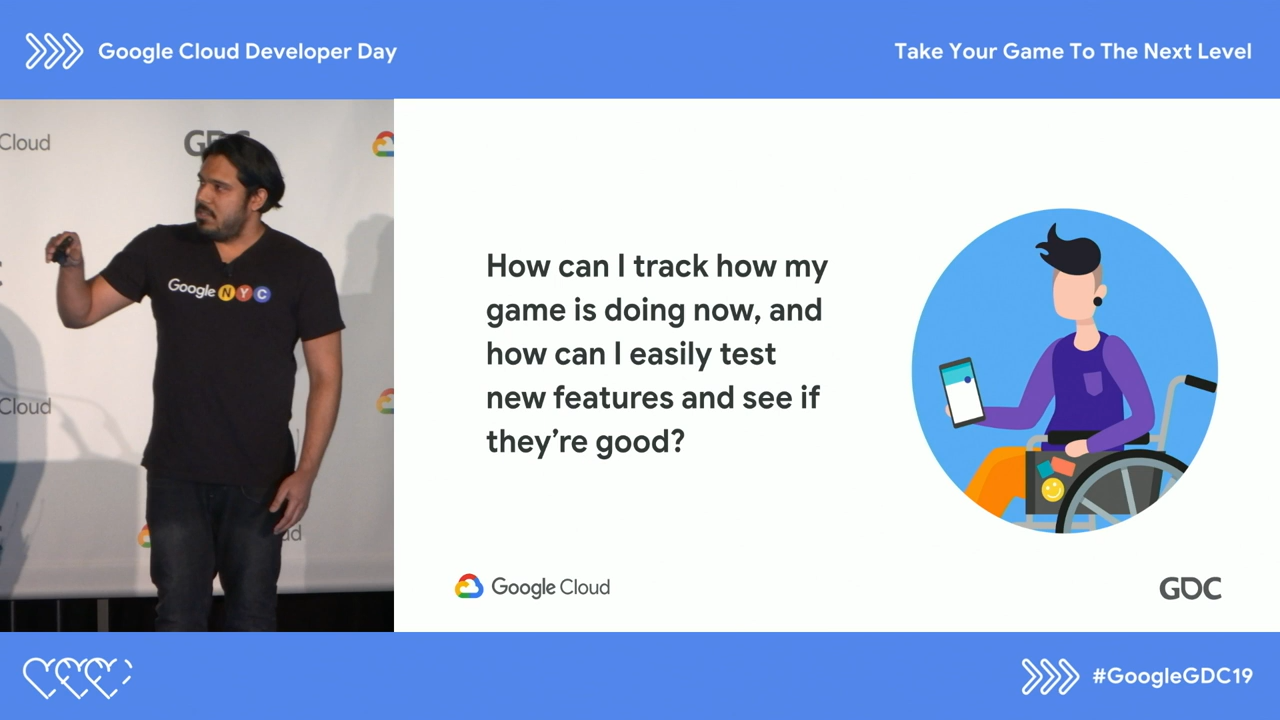 Google Cloud Developer Day
Take Your Game To The Next Level
Cloud
GDC
Google NYC
Cloud
How can I track how my
game is doing now, and
how can I easily test
new features and see if
they're good?
Google Cloud
GDC
#GoogleGDC19